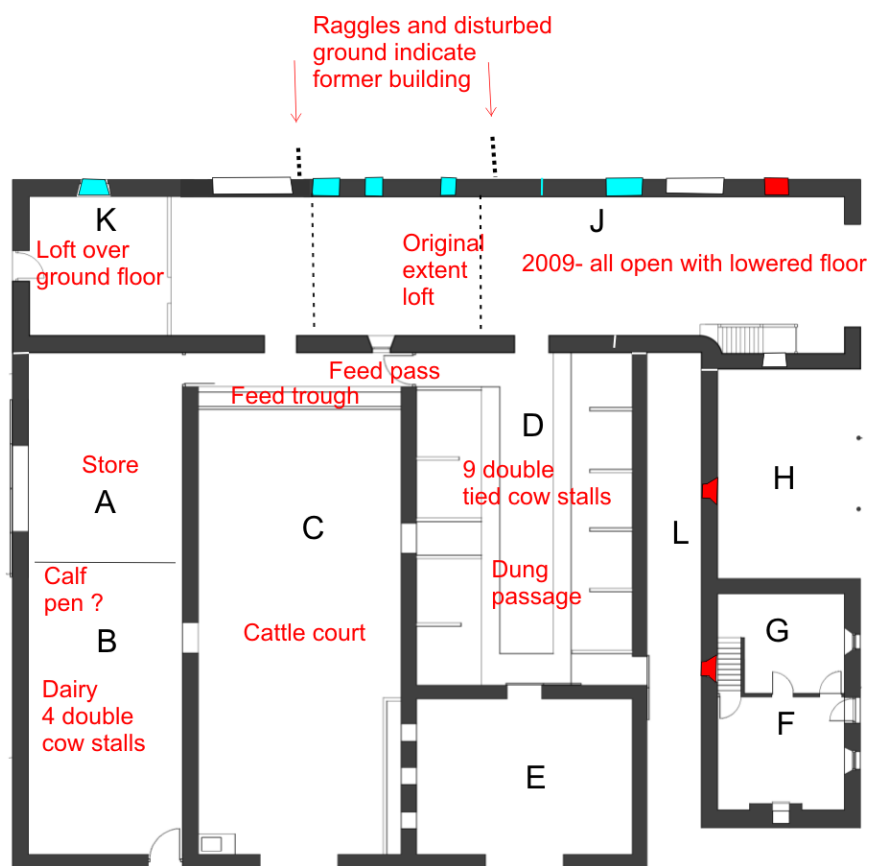 Raggles and disturbed
ground indicate
former building
K
J
Loft over
ground floor
Original
extent
loft
2009- all open with lowered floor
Feed pass
Feed trough
D
Store
A
9 double
tied cow stalls
H
C
L
Calf
pen ?
Dung
passage
B
Cattle court
G
Dairy
4 double
cow stalls
F
E